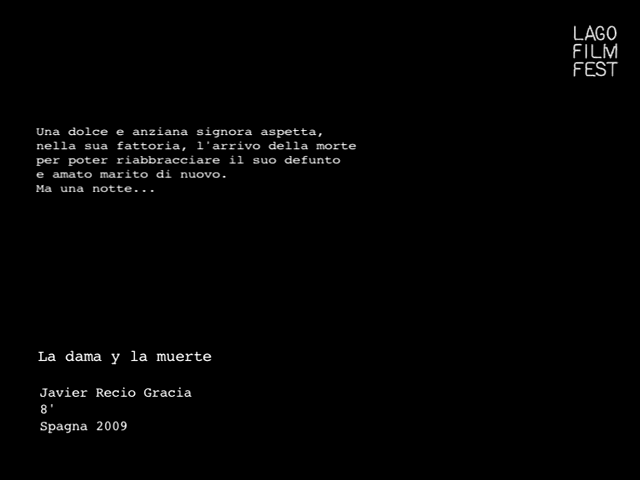 LAGO
FILM
FEST
Una dolce e anziana signora aspetta,
nella sua fattoria, l'arrivo della morte
per poter riabbracciare il suo defunto
e amato marito di nuovo.
Ma una notte...
La dama y la muerte
Javier Recio Gracia
8'
Spagna 2009